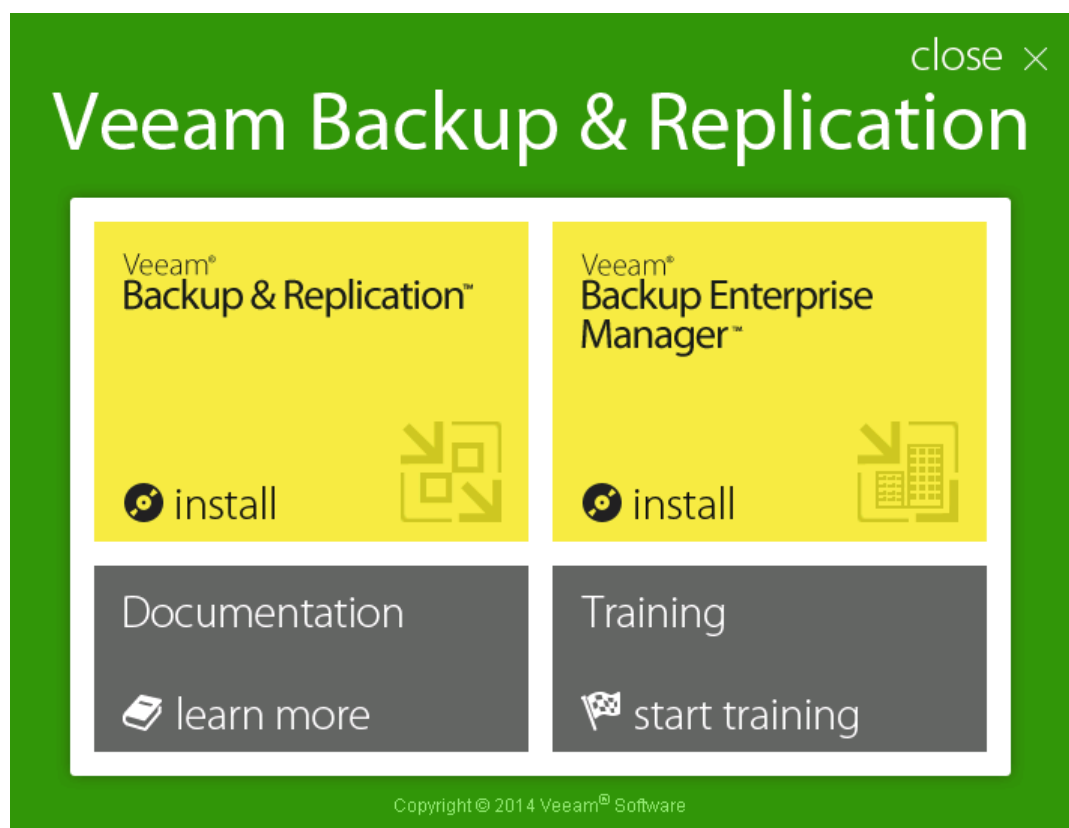 close ×
Veeam Backup & Replication
Veeam®
Backup & Replication™
install
Veeam®
Backup Enterprise
Manager™
install
Documentation
learn more
Training
start training
Copyright © 2014 Veeam® Software